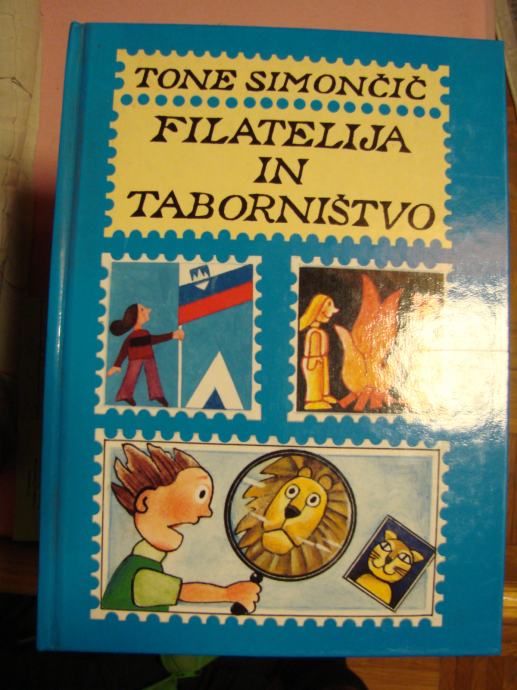 TONE SIMONČIČ
FILATELIJA
IN
TABORNIŠTVO